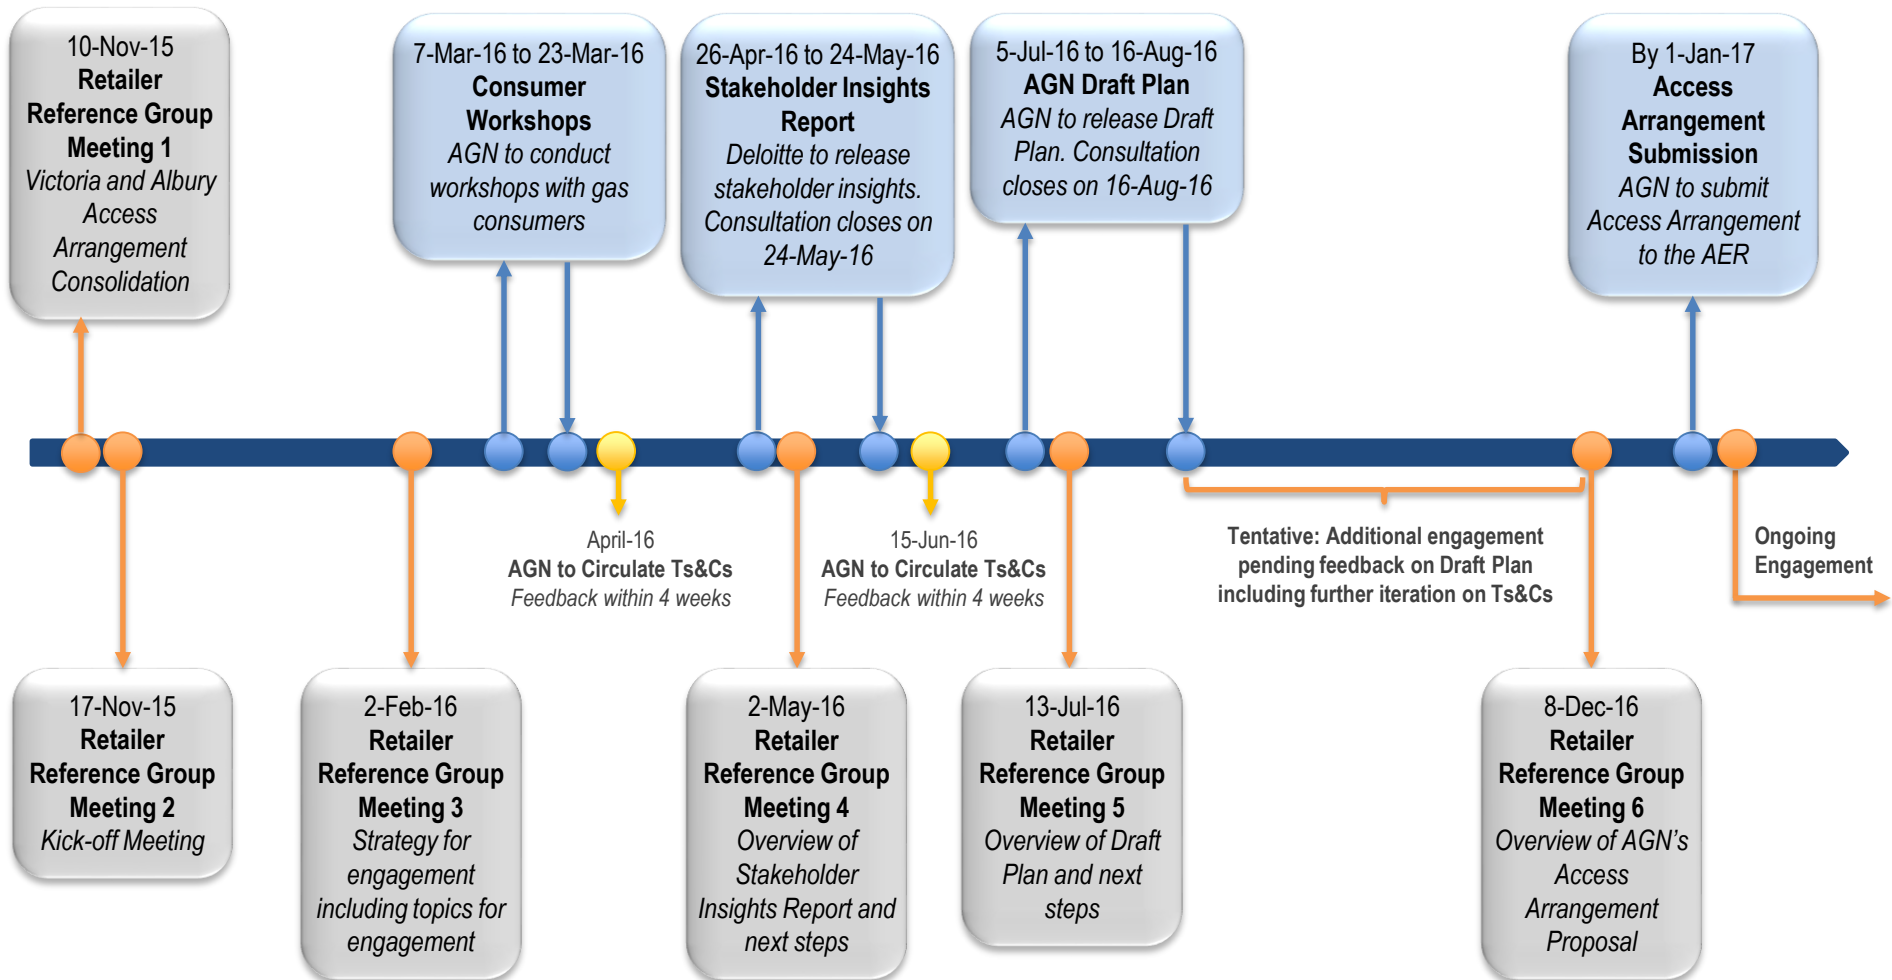 10-Nov-15
Retailer
Reference Group
Meeting 1
Victoria and Albury
Access
Arrangement
Consolidation
7-Mar-16 to 23-Mar-16
Consumer
Workshops
AGN to conduct
workshops with gas
consumers
26-Apr-16 to 24-May-16
Stakeholder Insights
Report
Deloitte to release
stakeholder insights.
Consultation closes on
24-May-16
5-Jul-16 to 16-Aug-16
AGN Draft Plan
AGN to release Draft
Plan. Consultation
closes on 16-Aug-16
By 1-Jan-17
Access
Arrangement
Submission
AGN to submit
Access Arrangement
to the AER
April-16
AGN to Circulate Ts&Cs
Feedback within 4 weeks
15-Jun-16
AGN to Circulate Ts&Cs
Feedback within 4 weeks
Tentative: Additional engagement
pending feedback on Draft Plan
including further iteration on Ts&Cs
Ongoing
Engagement
17-Nov-15
Retailer
Reference Group
Meeting 2
Kick-off Meeting
2-Feb-16
Retailer
Reference Group
Meeting 3
Strategy for
engagement
including topics for
engagement
2-May-16
Retailer
Reference Group
Meeting 4
Overview of
Stakeholder
Insights Report and
next steps
13-Jul-16
Retailer
Reference Group
Meeting 5
Overview of Draft
Plan and next
steps
8-Dec-16
Retailer
Reference Group
Meeting 6
Overview of AGN’s
Access
Arrangement
Proposal